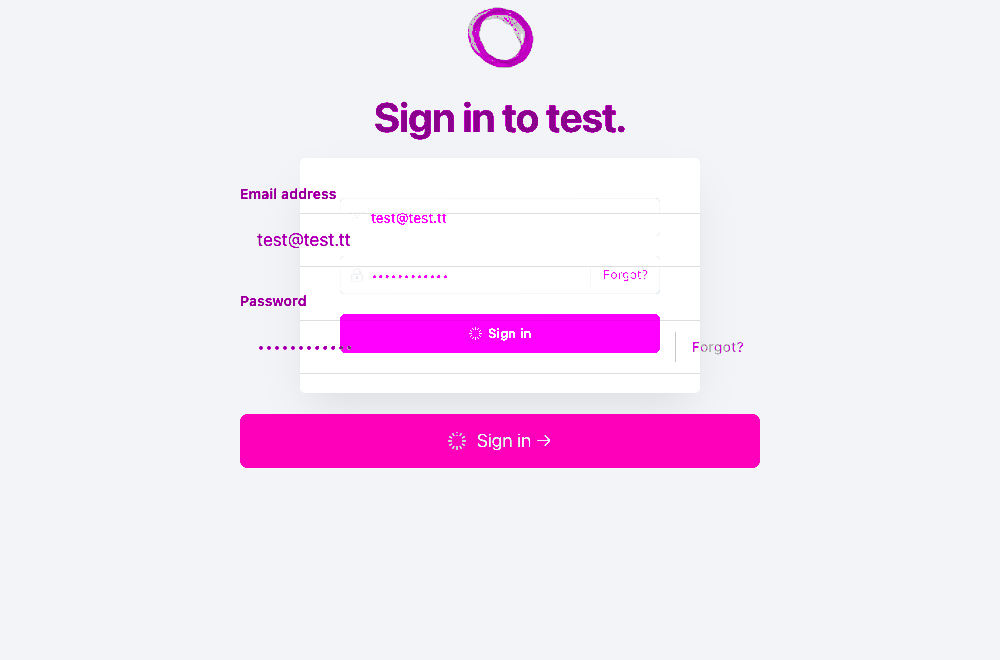 Sign in to test.
Email address
test@test.tt
test@test.tt
Forgot?
Password
Sign in
Forgot?
Sign in →